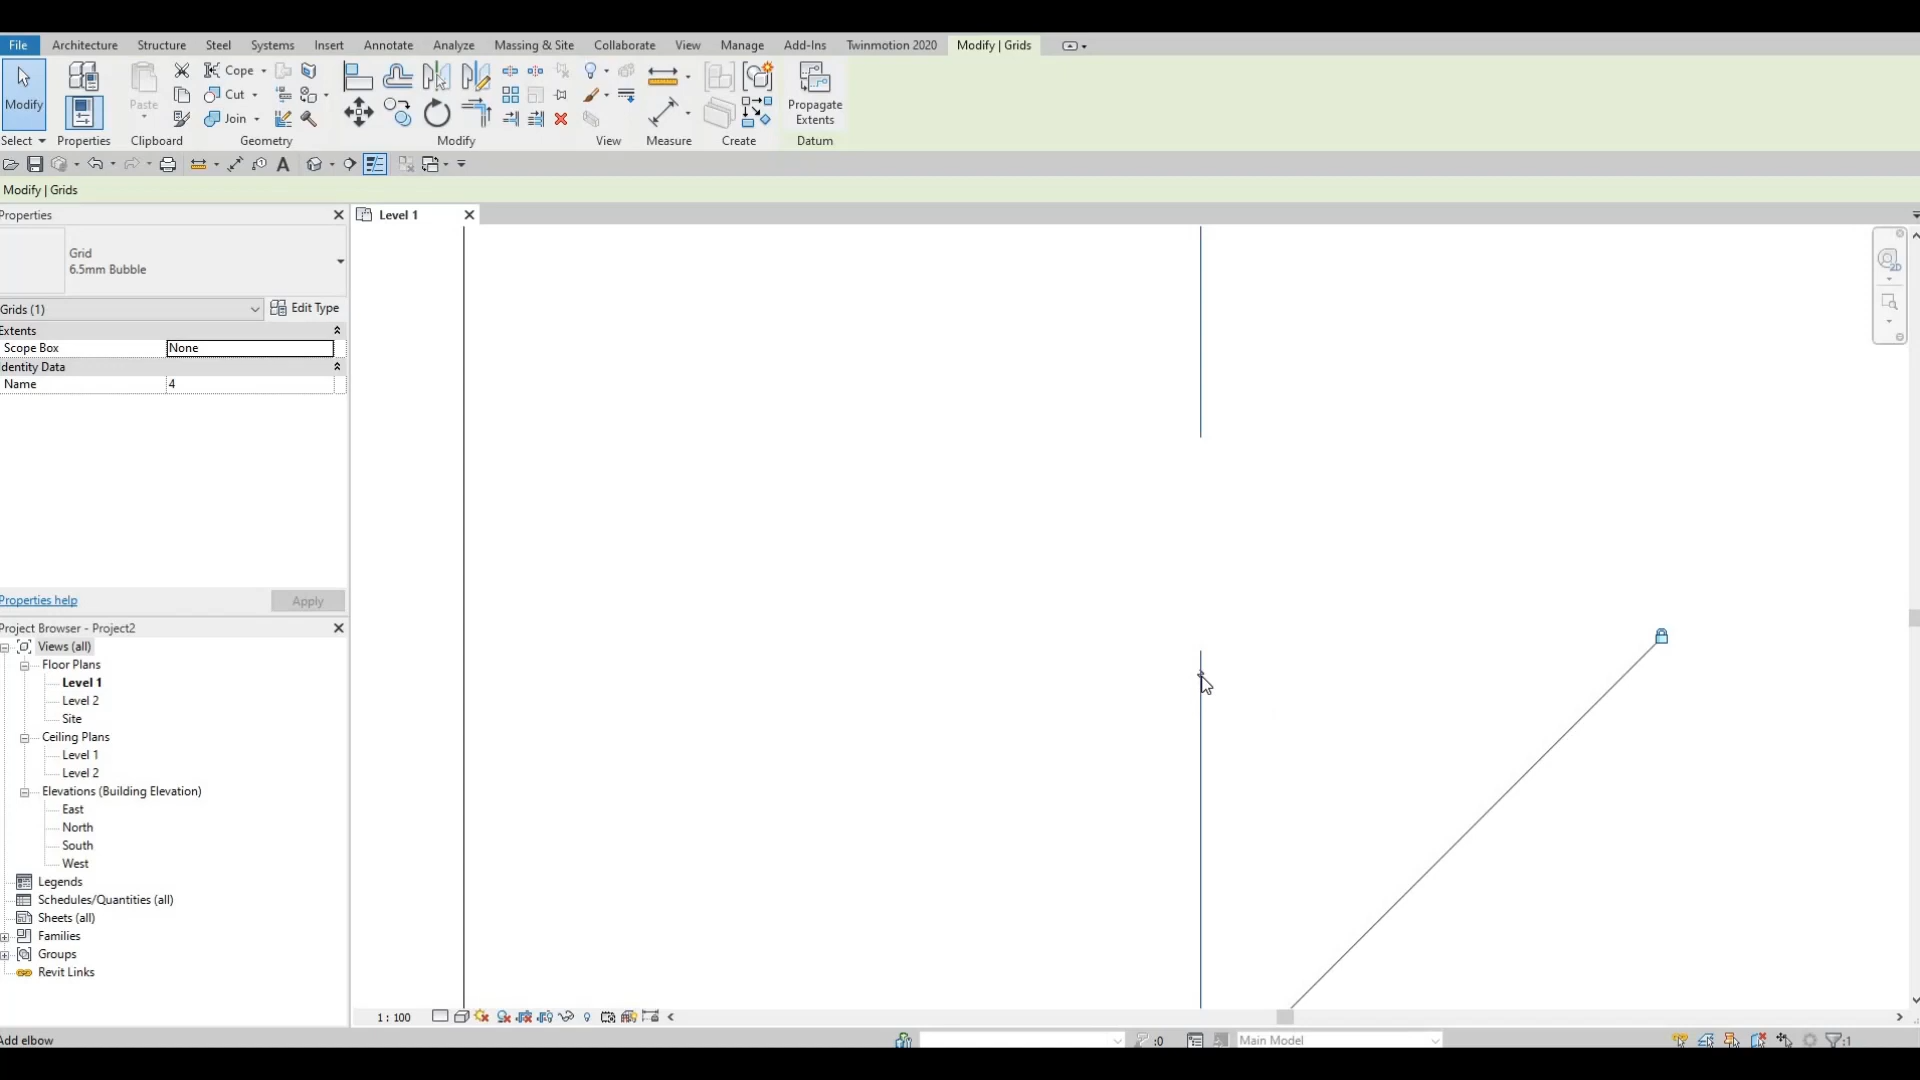 File Architecture Structure Steel Systems Insert Annotate Analyze Massing & Site Collaborate View Manage Add-Ins Twinmotion 2020 Modify | Grids
Modify Paste Cope Cut Join Propagate Extents
Select Properties Clipboard Geometry Modify View Measure Create Datum
Modify | Grids
Properties Level 1
Grid
6.5mm Bubble
Grids (1) Edit Type
Extents
Scope Box None
Identity Data
Name 4
Properties help Apply
Project Browser - Project2
Views (all)
Floor Plans
Level 1
Level 2
Site
Ceiling Plans
Level 1
Level 2
Elevations (Building Elevation)
East
North
South
West
Legends
Schedules/Quantities (all)
Sheets (all)
Families
Groups
Revit Links
1 : 100
Add elbow :0 Main Model :1